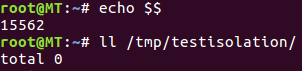 root@MT:~# echo $$
15562
root@MT:~# ll /tmp/testisolation/
total 0